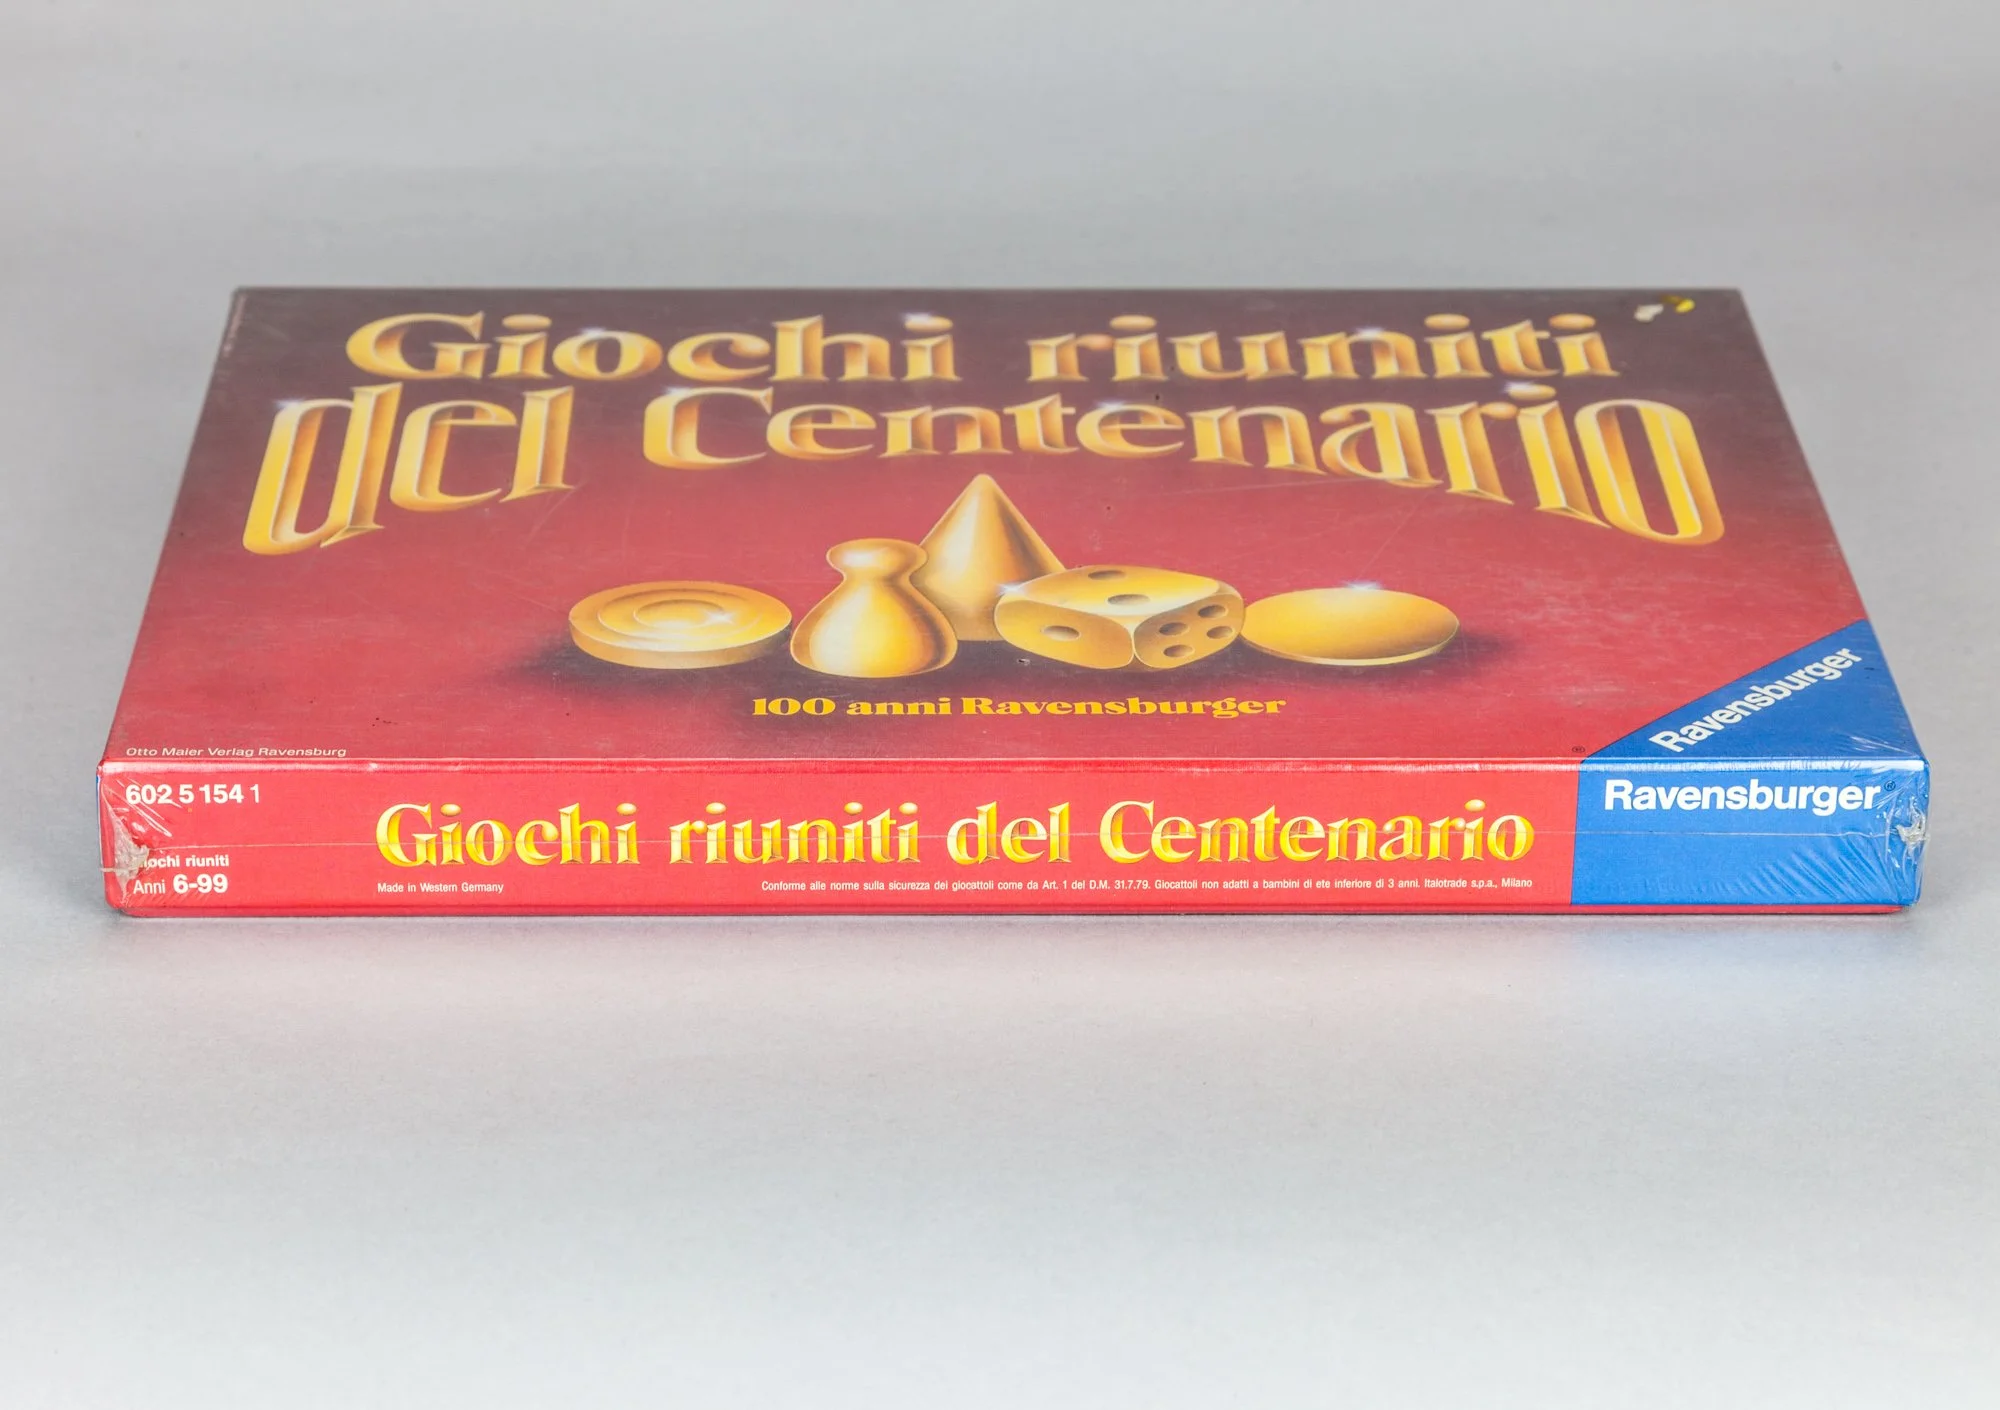 Giochi riuniti
del Centenario
100 anni Ravensburger
Ravensburger
Otto Maier Verlag Ravensburg
®
602 5 154 1
Giochi riuniti del Centenario
Ravensburger®
riuniti
Anni 6-99
Made in Western Germany
Conforme alle norme sulla sicurezza dei giocattoli come da Art. 1 del D.M. 31.7.79. Giocattoli non adatti a bambini di ete inferiore di 3 anni. Italotrade s.p.a., Milano